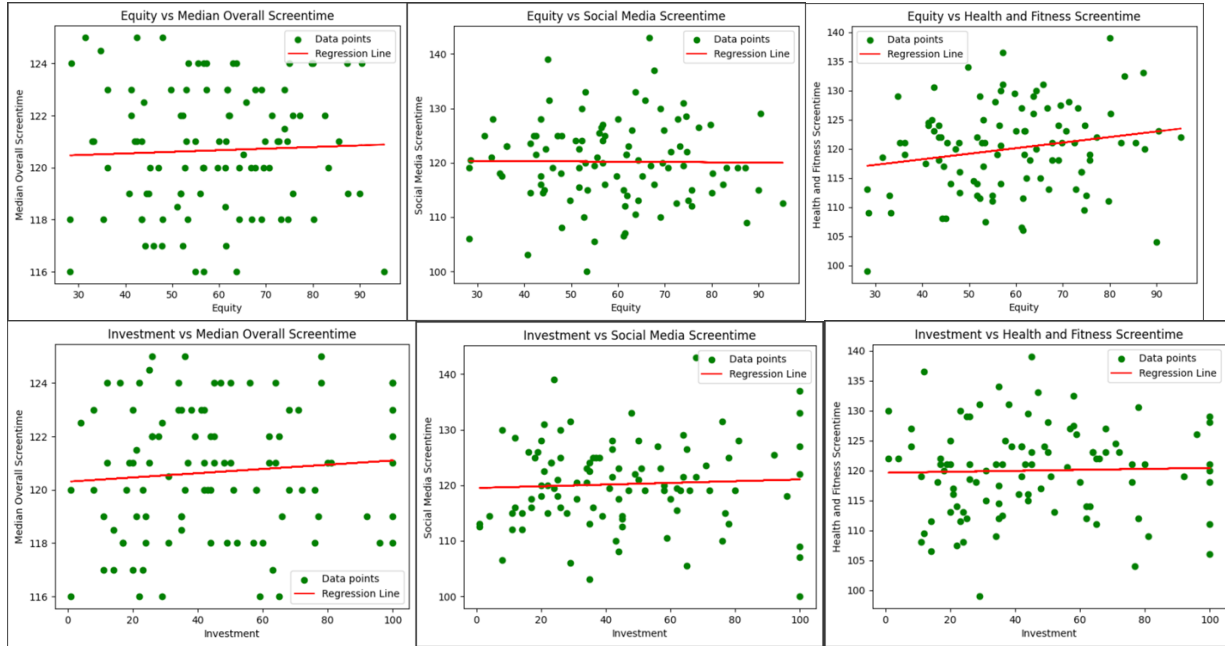 Equity vs Median Overall Screentime
Data points
Regression Line
124
122
120
118
116
Median Overall Screentime
30 40 50 60 70 80 90
Equity
Equity vs Social Media Screentime
Data points
Regression Line
140
130
120
110
100
Social Media Screentime
30 40 50 60 70 80 90
Equity
Equity vs Health and Fitness Screentime
Data points
Regression Line
140
135
130
125
120
115
110
105
100
Health and Fitness Screentime
30 40 50 60 70 80 90
Equity
Investment vs Median Overall Screentime
124
122
120
118
116
Median Overall Screentime
Data points
Regression Line
0 20 40 60 80 100
Investment
Investment vs Social Media Screentime
Data points
Regression Line
140
130
120
110
100
Social Media Screentime
0 20 40 60 80 100
Investment
Investment vs Health and Fitness Screentime
Data points
Regression Line
140
135
130
125
120
115
110
105
100
Health and Fitness Screentime
0 20 40 60 80 100
Investment